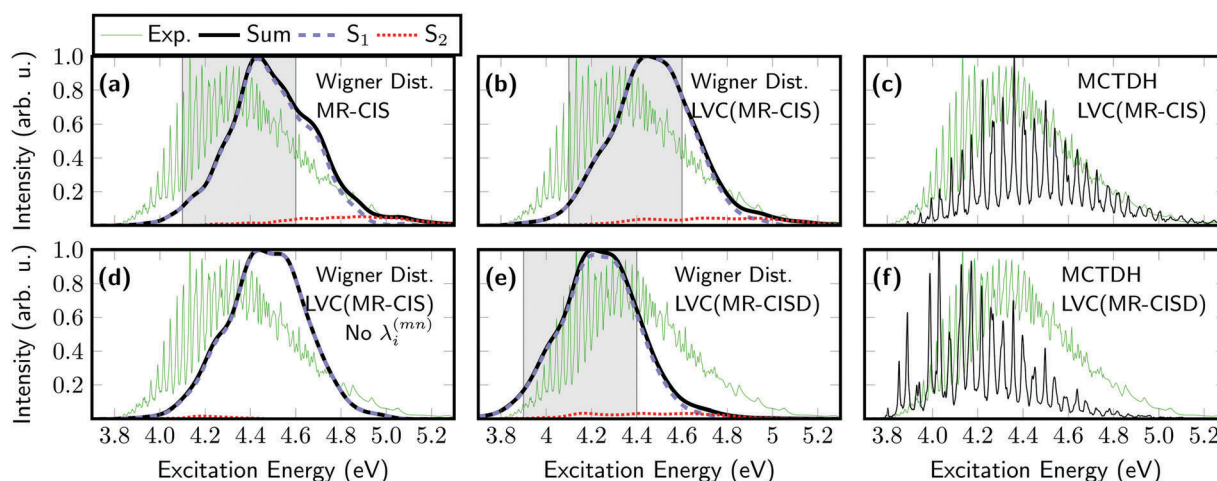 Exp. Sum S₁ S₂
Intensity (arb. u.)
1.0
0.8
0.6
0.4
0.2
(a)
Wigner Dist.
MR-CIS
(b)
Wigner Dist.
LVC(MR-CIS)
(c)
MCTDH
LVC(MR-CIS)
Intensity (arb. u.)
1.0
0.8
0.6
0.4
0.2
(d)
Wigner Dist.
LVC(MR-CIS)
No λᵢ⁽ᵐⁿ⁾
(e)
Wigner Dist.
LVC(MR-CISD)
(f)
MCTDH
LVC(MR-CISD)
3.8 4.0 4.2 4.4 4.6 4.8 5.0 5.2
3.8 4 4.2 4.4 4.6 4.8 5 5.2
3.8 4.0 4.2 4.4 4.6 4.8 5.0 5.2
Excitation Energy (eV) Excitation Energy (eV) Excitation Energy (eV)